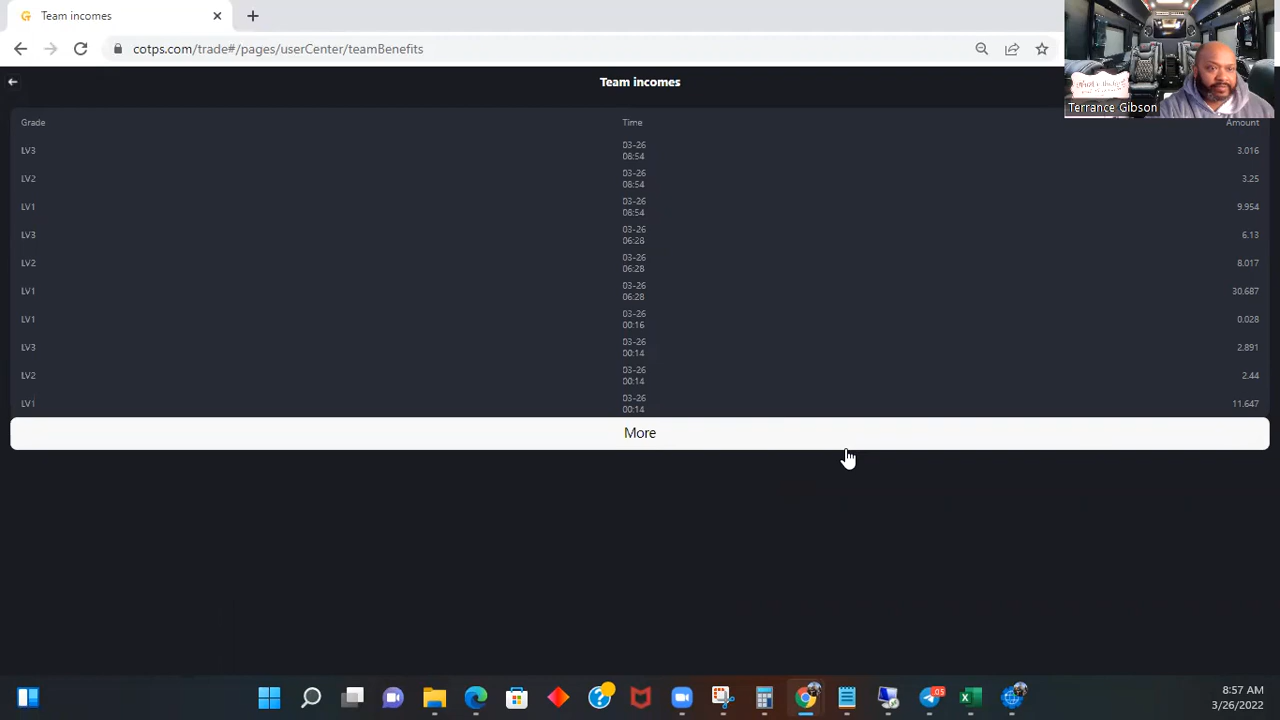 Team incomes
cotps.com/trade#/pages/userCenter/teamBenefits
Terrance Gibson
Team incomes
Grade Time Amount
LV3 03-26 08:54 3.016
LV2 03-26 08:54 3.25
LV1 03-26 08:54 9.954
LV3 03-26 06:28 6.13
LV2 03-26 06:28 8.017
LV1 03-26 06:28 30.687
LV1 03-26 00:16 0.028
LV3 03-26 00:14 2.891
LV2 03-26 00:14 2.44
LV1 03-26 00:14 11.647
More
05
8:57 AM
3/26/2022